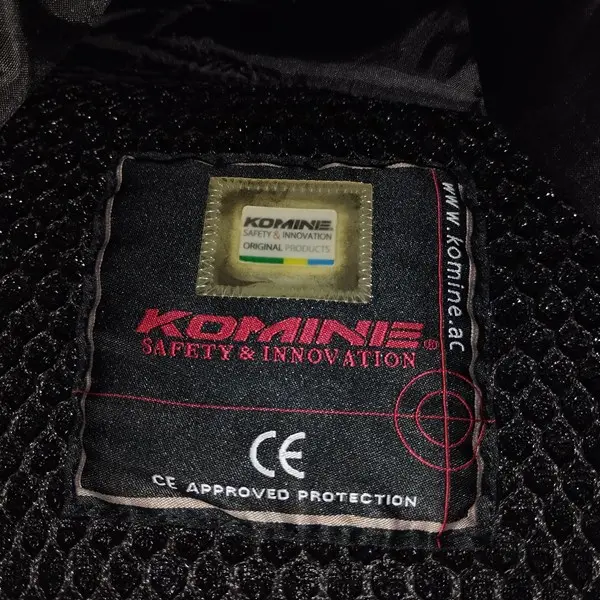 KOMINE
SAFETY & INNOVATION
ORIGINAL PRODUCTS
KOMINE®
SAFETY & INNOVATION
www.komine.ac
CE
CE APPROVED PROTECTION